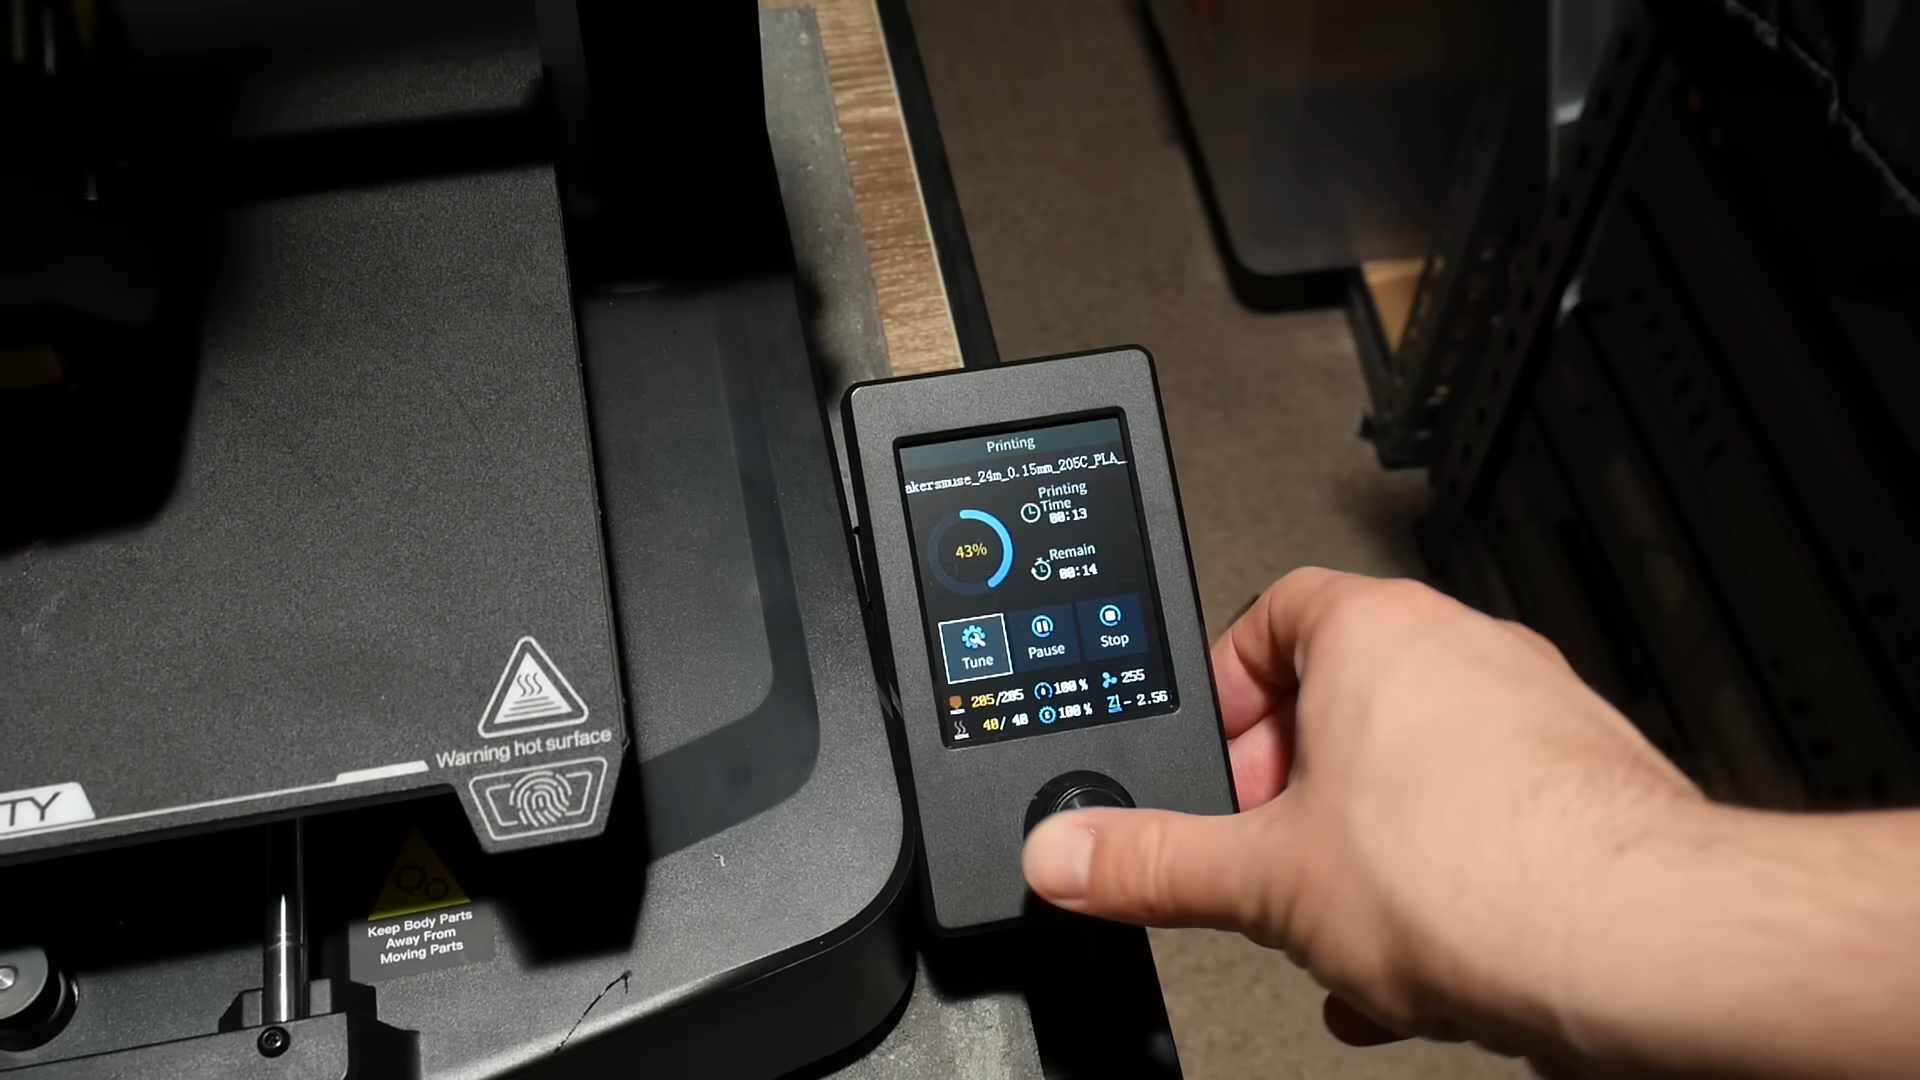 Printing
akersmuse_24m_0.15mm_205C_PLA_
Printing
Time
00:13
43%
Remain
00:14
Tune
Pause
Stop
205/205
100 %
255
40/ 40
100 %
Z
- 2.56
Warning hot surface
TY
Keep Body Parts
Away From
Moving Parts